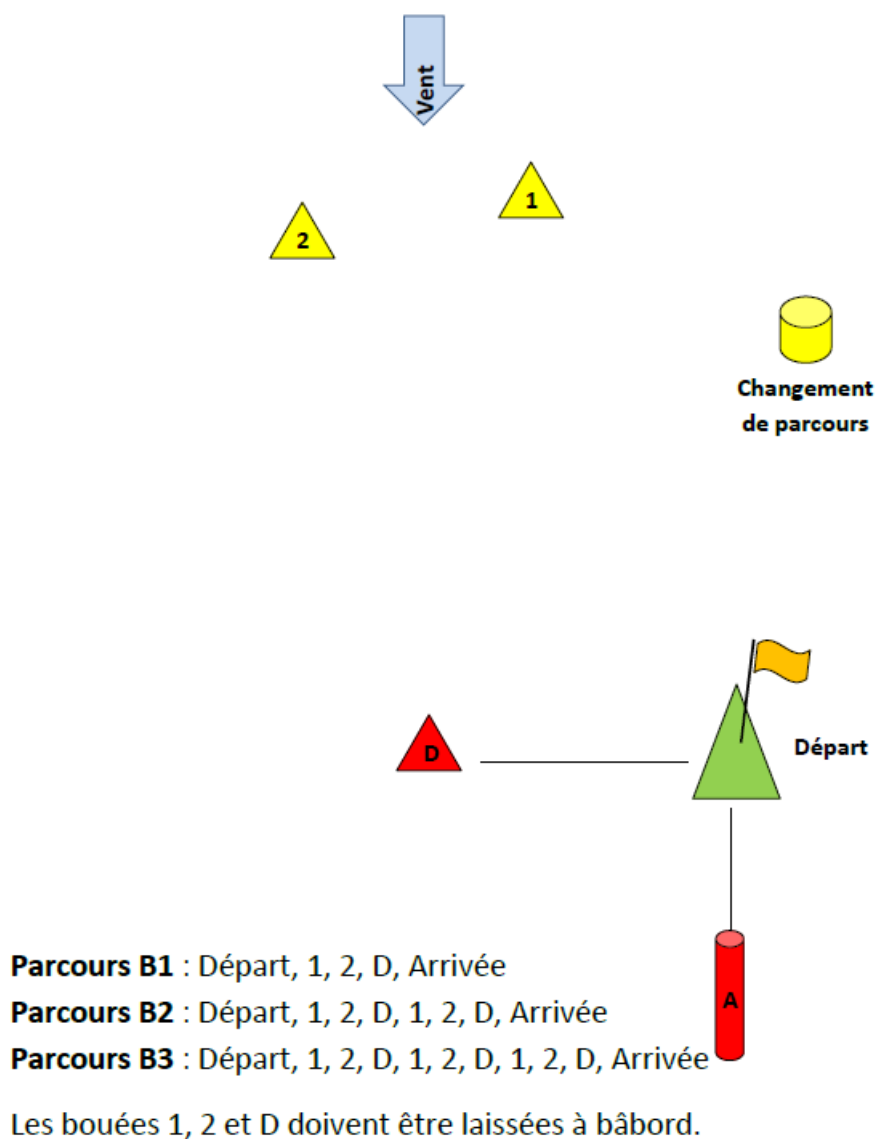 Vent
1
2
Changement
de parcours
D
Départ
Parcours B1 : Départ, 1, 2, D, Arrivée
A
Parcours B2 : Départ, 1, 2, D, 1, 2, D, Arrivée
Parcours B3 : Départ, 1, 2, D, 1, 2, D, 1, 2, D, Arrivée
Les bouées 1, 2 et D doivent être laissées à bâbord.